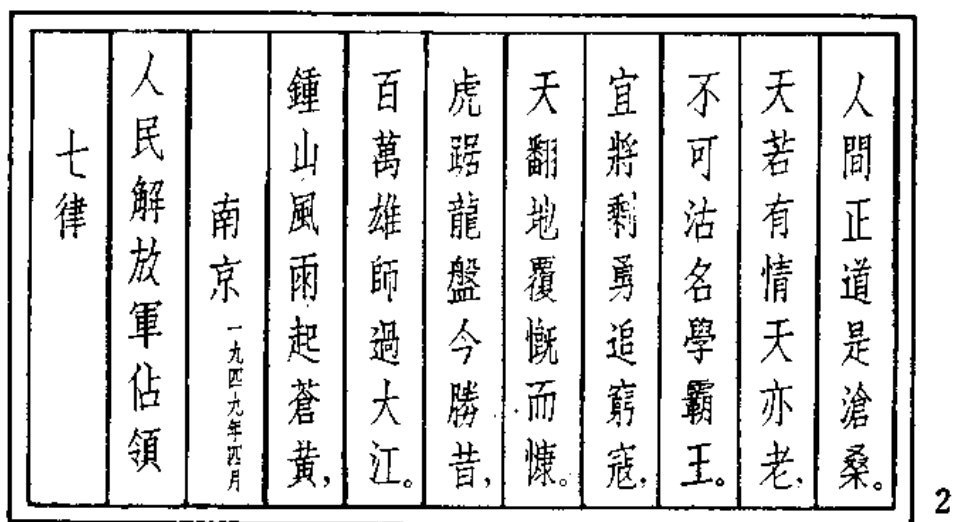 七律
人民解放軍佔領
南京 一九四九年四月
鍾山風雨起蒼黃,
百萬雄師過大江。
虎踞龍盤今勝昔,
天翻地覆慨而慷。
宜將剩勇追窮寇,
不可沽名學霸王。
天若有情天亦老,
人間正道是滄桑。
2